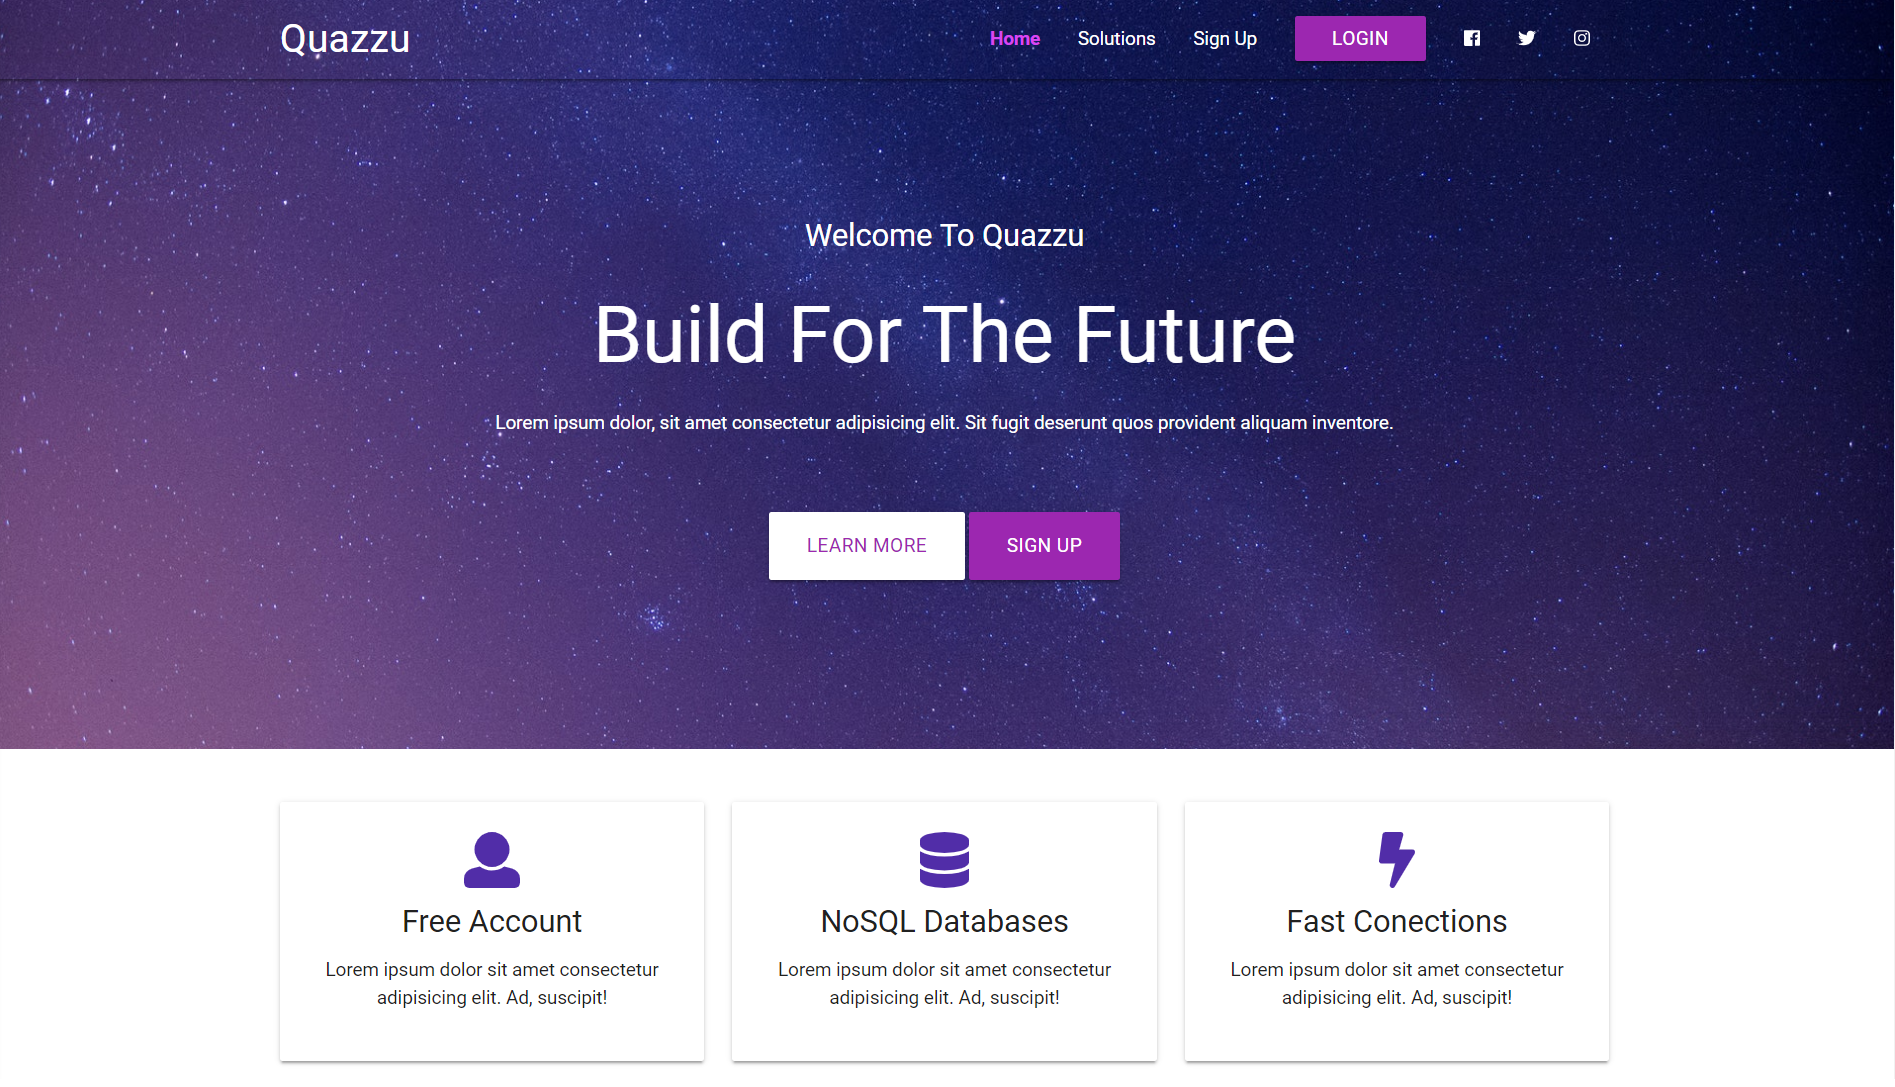 Quazzu
Home
Solutions
Sign Up
LOGIN
Welcome To Quazzu
Build For The Future
Lorem ipsum dolor, sit amet consectetur adipisicing elit. Sit fugit deserunt quos provident aliquam inventore.
LEARN MORE
SIGN UP
Free Account
Lorem ipsum dolor sit amet consectetur
adipisicing elit. Ad, suscipit!
NoSQL Databases
Lorem ipsum dolor sit amet consectetur
adipisicing elit. Ad, suscipit!
Fast Conections
Lorem ipsum dolor sit amet consectetur
adipisicing elit. Ad, suscipit!